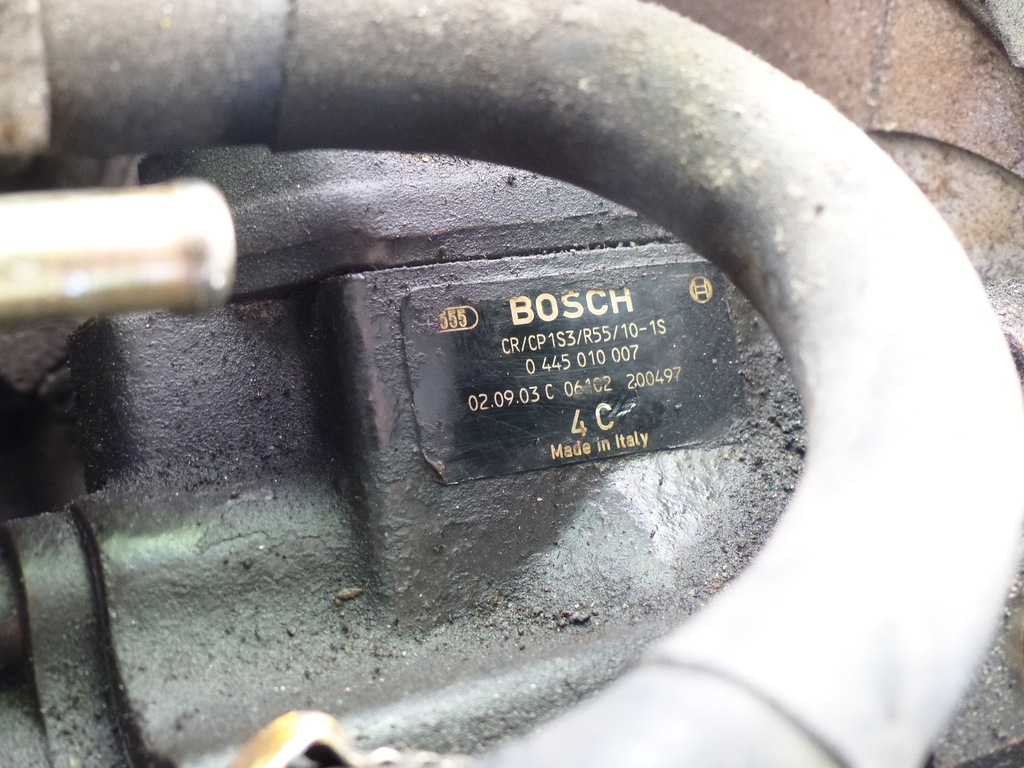 555
BOSCH
CR/CP1S3/R55/10-1S
0 445 010 007
02.09.03 C 06102 200497
4 C
Made in Italy